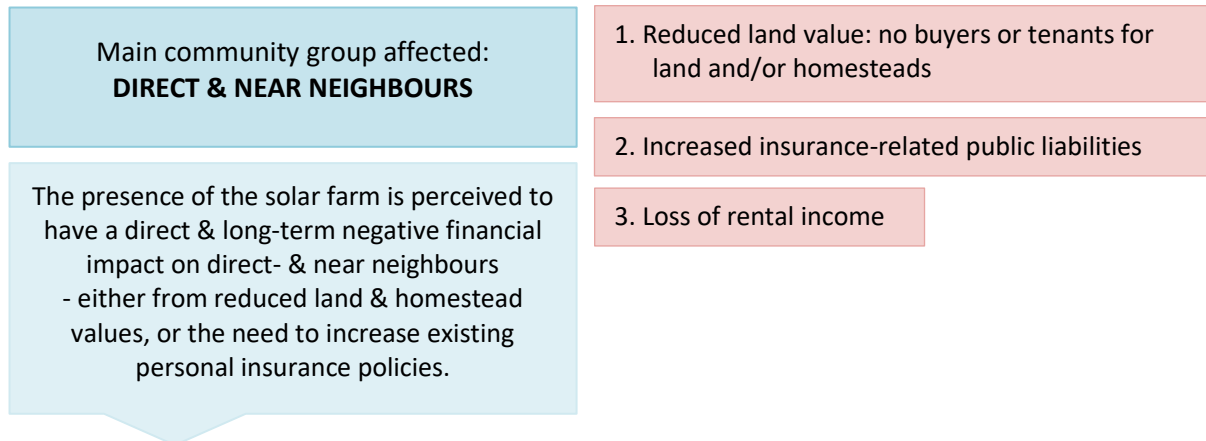 Main community group affected:
DIRECT & NEAR NEIGHBOURS
The presence of the solar farm is perceived to
have a direct & long-term negative financial
impact on direct- & near neighbours
- either from reduced land & homestead
values, or the need to increase existing
personal insurance policies.
1. Reduced land value: no buyers or tenants for
land and/or homesteads
2. Increased insurance-related public liabilities
3. Loss of rental income